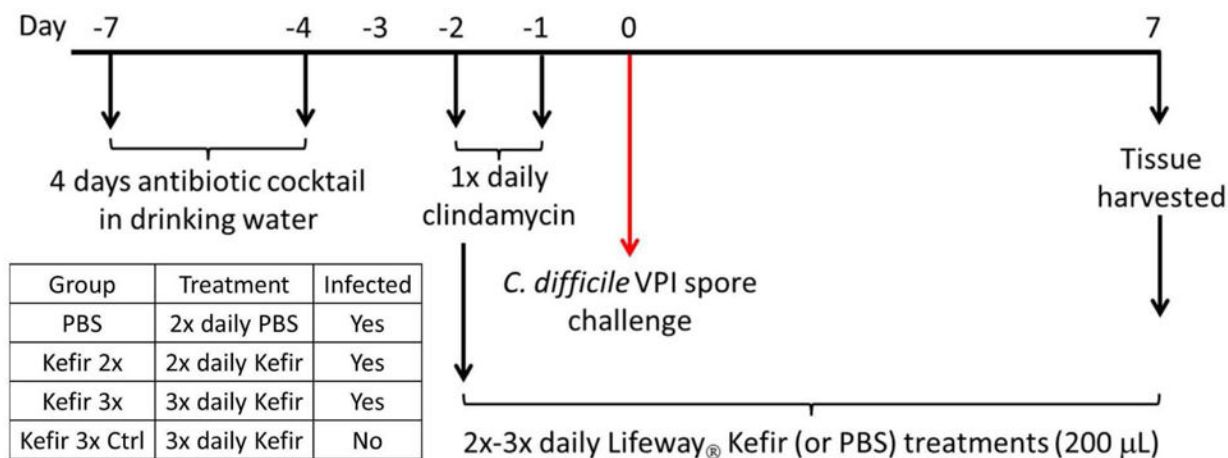 Day -7 -4 -3 -2 -1 0 7
4 days antibiotic cocktail
in drinking water
1x daily
clindamycin
C. difficile VPI spore
challenge
Tissue
harvested
Group Treatment Infected
PBS 2x daily PBS Yes
Kefir 2x 2x daily Kefir Yes
Kefir 3x 3x daily Kefir Yes
Kefir 3x Ctrl 3x daily Kefir No
2x-3x daily Lifeway® Kefir (or PBS) treatments (200 µL)